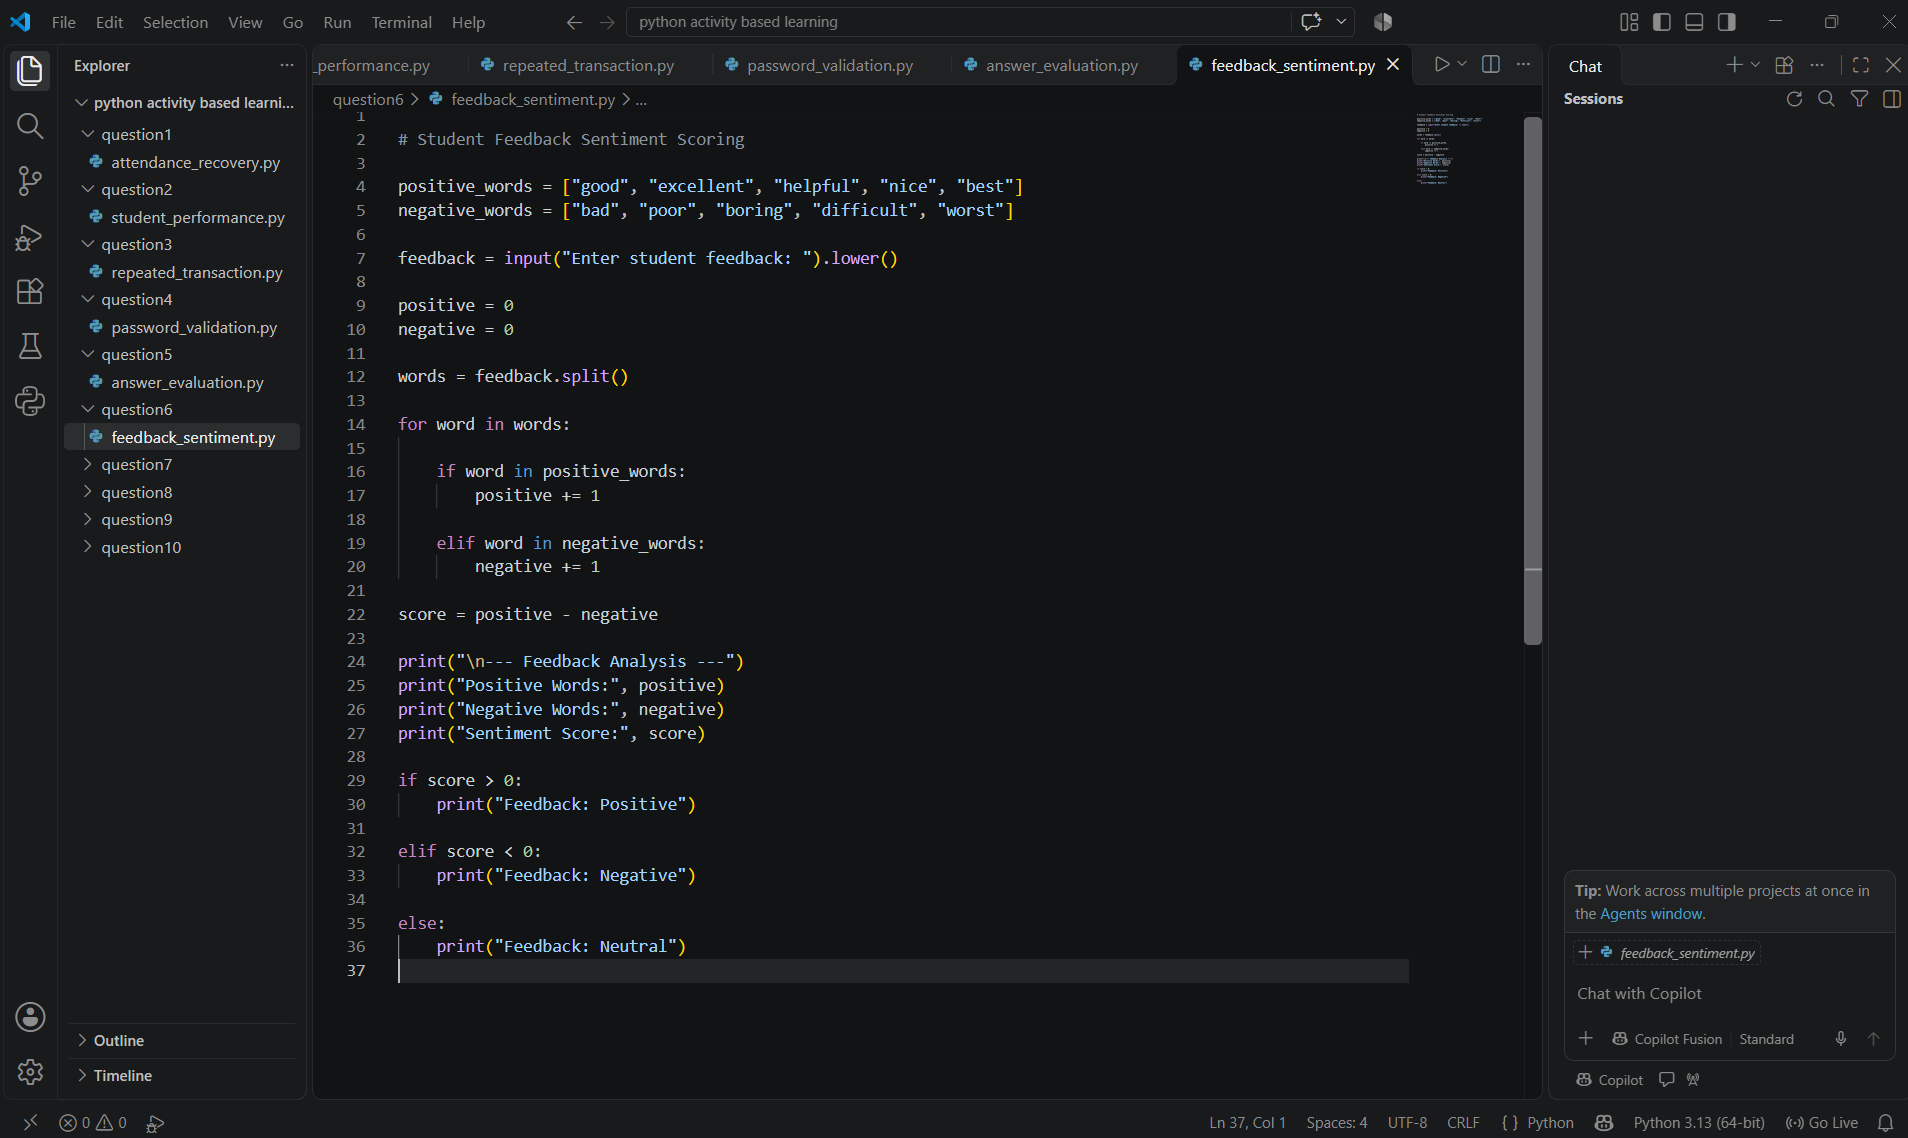 File Edit Selection View Go Run Terminal Help
python activity based learning
Explorer
python activity based learni...
question1
attendance_recovery.py
question2
student_performance.py
question3
repeated_transaction.py
question4
password_validation.py
question5
answer_evaluation.py
question6
feedback_sentiment.py
question7
question8
question9
question10
Outline
Timeline
_performance.py repeated_transaction.py password_validation.py answer_evaluation.py feedback_sentiment.py
question6 > feedback_sentiment.py > ...
1
2 # Student Feedback Sentiment Scoring
3
4 positive_words = ["good", "excellent", "helpful", "nice", "best"]
5 negative_words = ["bad", "poor", "boring", "difficult", "worst"]
6
7 feedback = input("Enter student feedback: ").lower()
8
9 positive = 0
10 negative = 0
11
12 words = feedback.split()
13
14 for word in words:
15
16 if word in positive_words:
17 positive += 1
18
19 elif word in negative_words:
20 negative += 1
21
22 score = positive - negative
23
24 print("\n--- Feedback Analysis ---")
25 print("Positive Words:", positive)
26 print("Negative Words:", negative)
27 print("Sentiment Score:", score)
28
29 if score > 0:
30 print("Feedback: Positive")
31
32 elif score < 0:
33 print("Feedback: Negative")
34
35 else:
36 print("Feedback: Neutral")
37
Chat
Sessions
Tip: Work across multiple projects at once in
the Agents window.
feedback_sentiment.py
Chat with Copilot
Copilot Fusion Standard
Copilot
0 0
Ln 37, Col 1 Spaces: 4 UTF-8 CRLF { } Python Python 3.13 (64-bit) Go Live